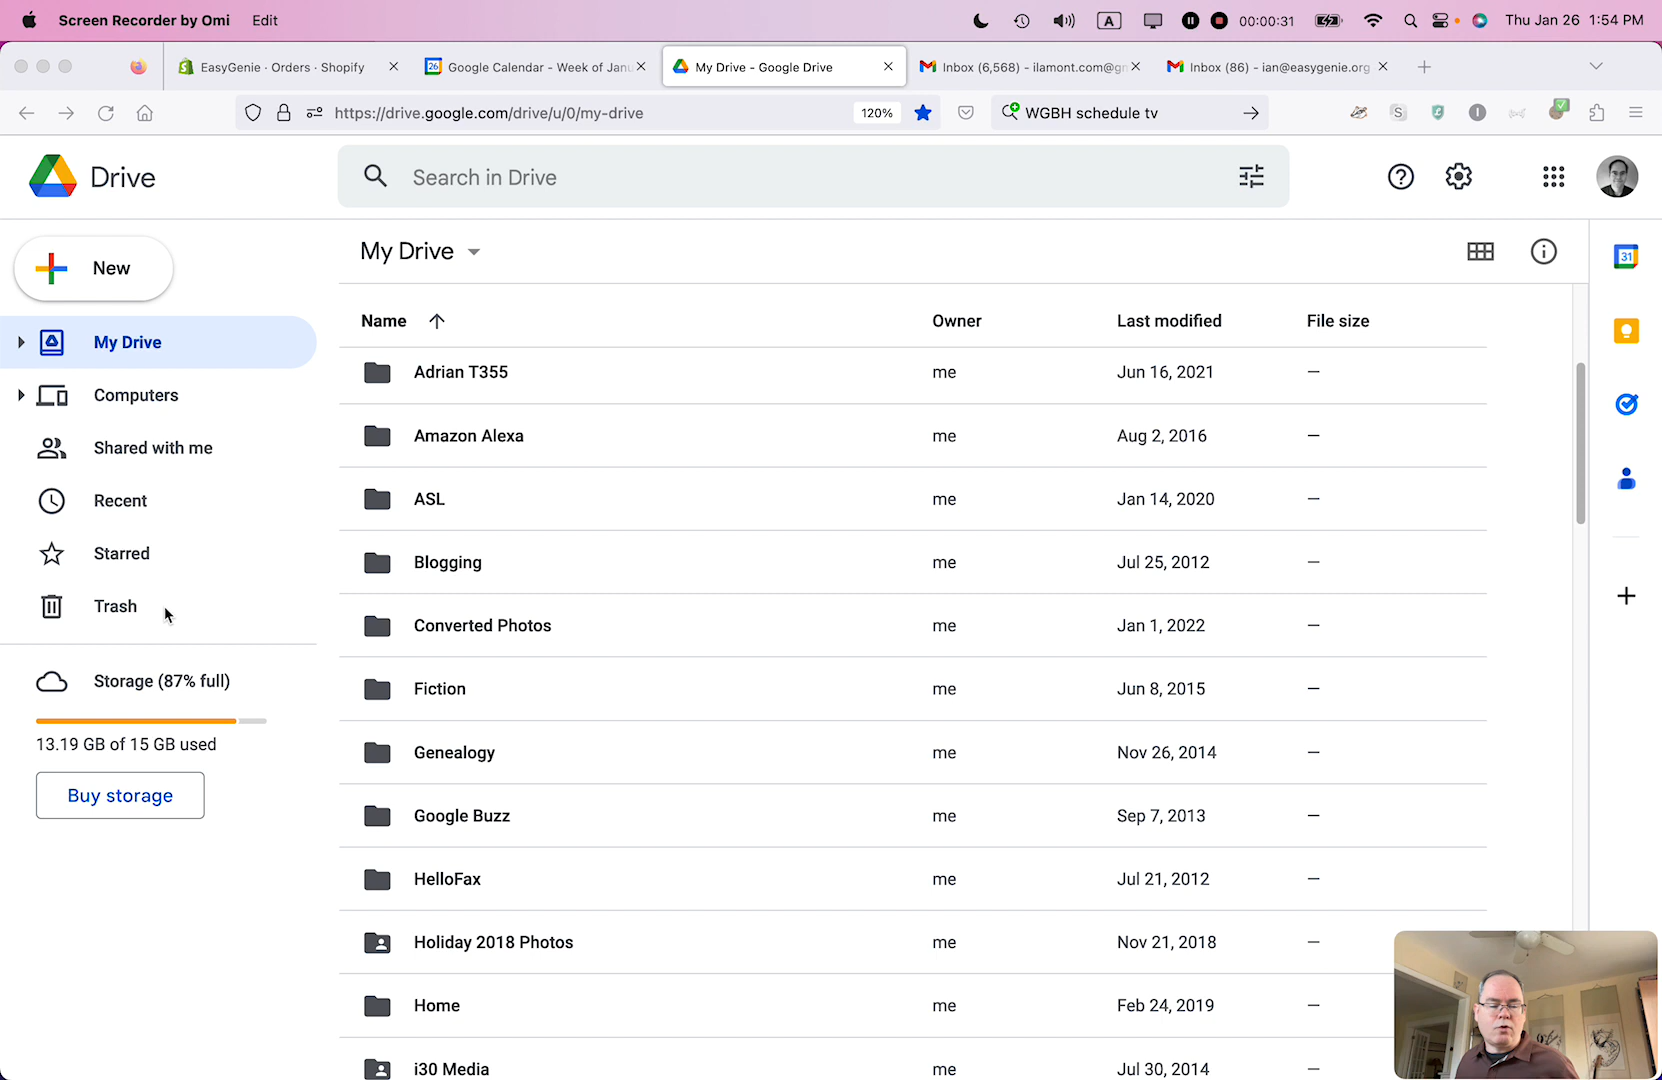 Screen Recorder by Omi Edit A 00:00:31 Thu Jan 26 1:54 PM
EasyGenie · Orders · Shopify 26 Google Calendar - Week of Janu My Drive - Google Drive Inbox (6,568) - ilamont.com@gm Inbox (86) - ian@easygenie.org
https://drive.google.com/drive/u/0/my-drive 120% WGBH schedule tv S
Drive Search in Drive
New My Drive 31
Name Owner Last modified File size
My Drive
Computers
Shared with me
Recent
Starred
Trash
Storage (87% full)
13.19 GB of 15 GB used
Buy storage
Adrian T355 me Jun 16, 2021 —
Amazon Alexa me Aug 2, 2016 —
ASL me Jan 14, 2020 —
Blogging me Jul 25, 2012 —
Converted Photos me Jan 1, 2022 —
Fiction me Jun 8, 2015 —
Genealogy me Nov 26, 2014 —
Google Buzz me Sep 7, 2013 —
HelloFax me Jul 21, 2012 —
Holiday 2018 Photos me Nov 21, 2018 —
Home me Feb 24, 2019 —
i30 Media me Jul 30, 2014 —